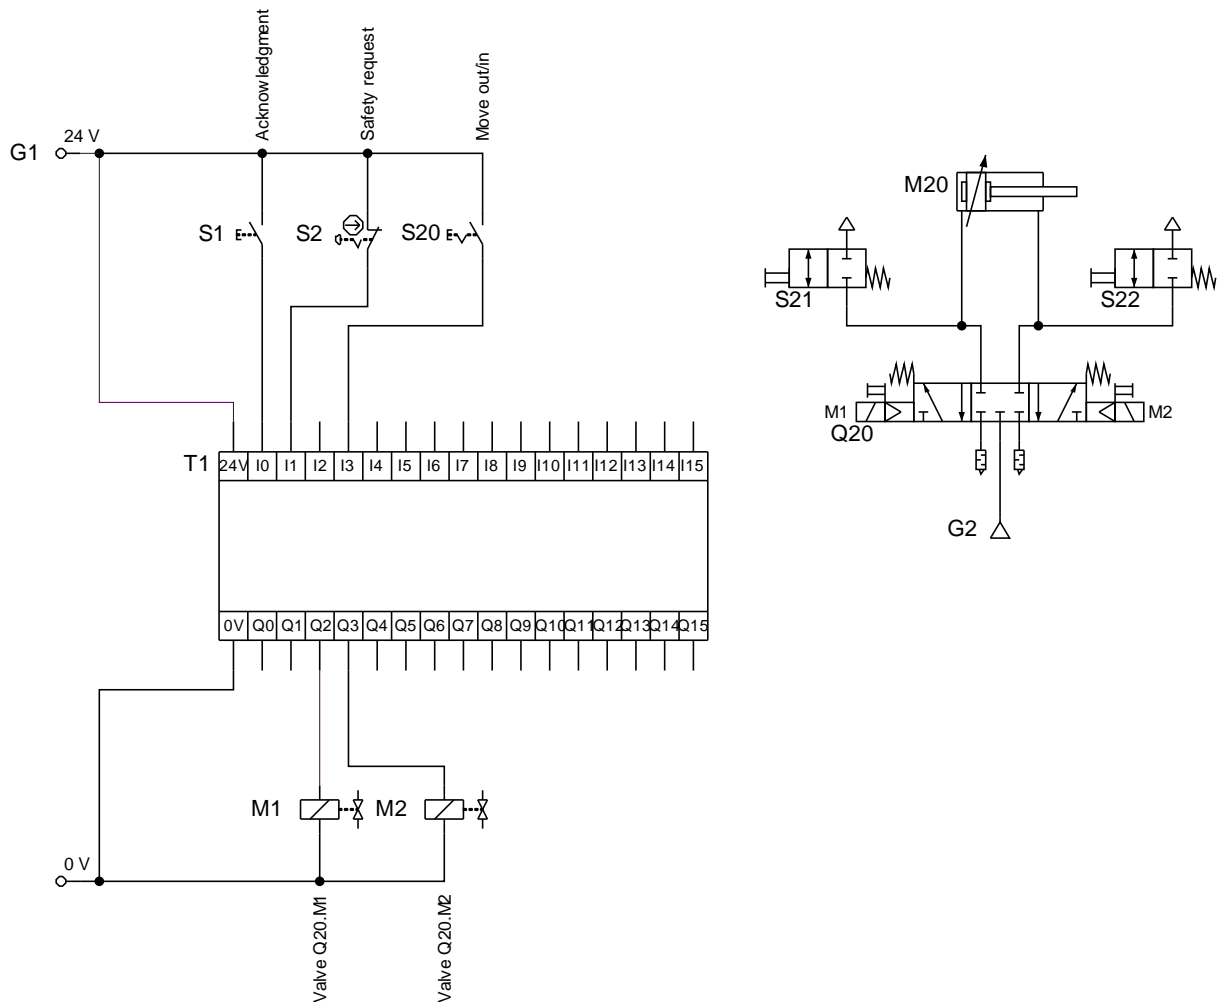 Acknowledgment
Safety request
Move out/in
24 V
G1
S1
S2
S20
M20
S21
S22
M1
M2
Q20
G2
T1
24V I0 I1 I2 I3 I4 I5 I6 I7 I8 I9 I10 I11 I12 I13 I14 I15
0V Q0 Q1 Q2 Q3 Q4 Q5 Q6 Q7 Q8 Q9 Q10 Q11 Q12 Q13 Q14 Q15
M1
M2
0 V
Valve Q20.M1
Valve Q20.M2